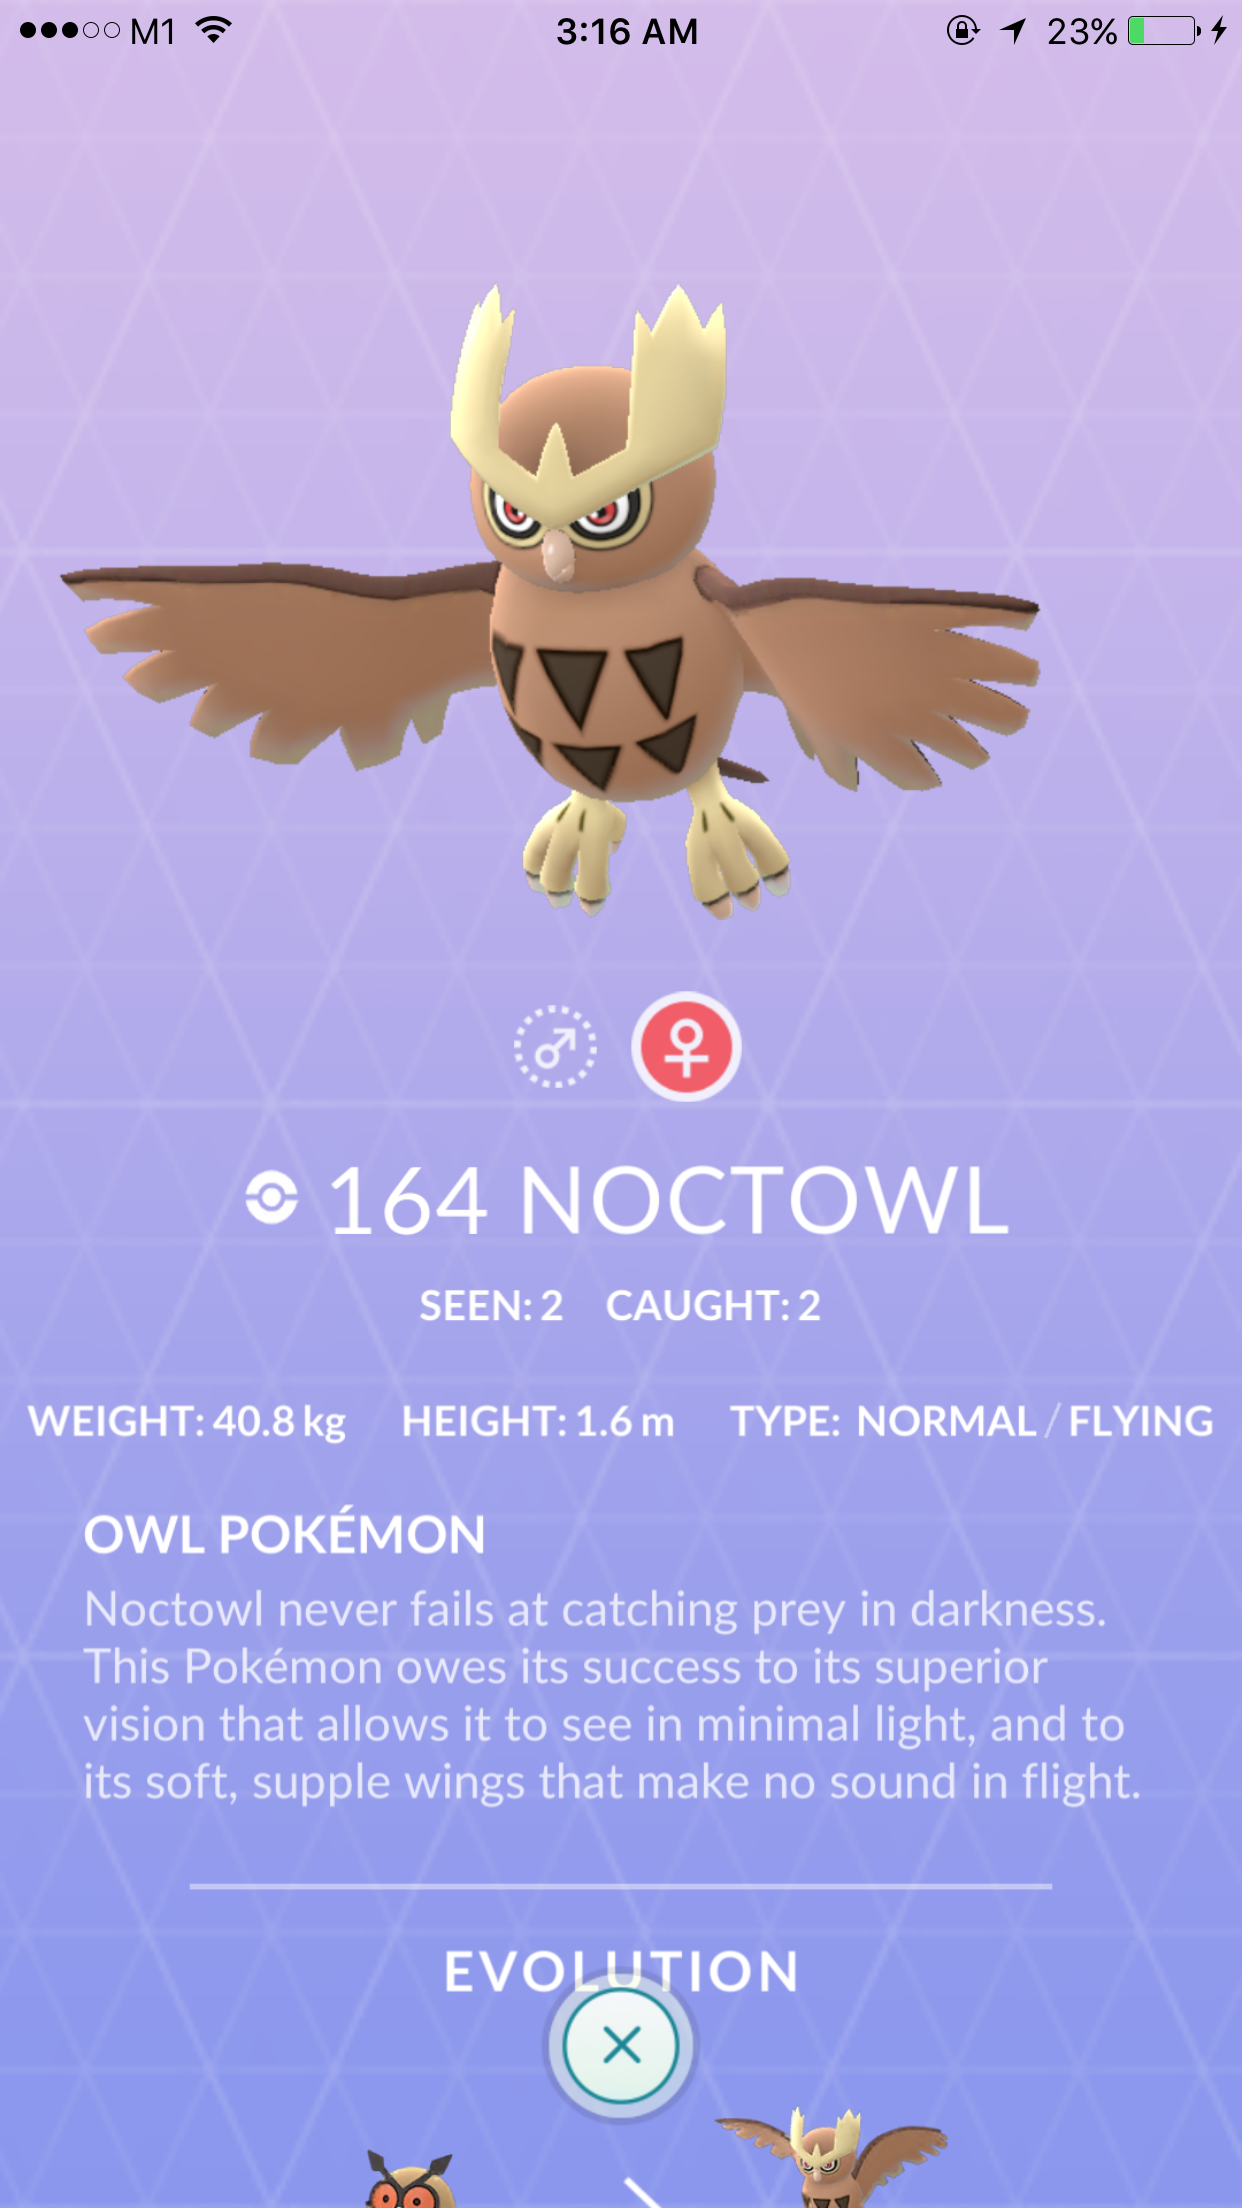 M1 3:16 AM 23%
164 NOCTOWL
SEEN: 2 CAUGHT: 2
WEIGHT: 40.8 kg HEIGHT: 1.6 m TYPE: NORMAL / FLYING
OWL POKÉMON
Noctowl never fails at catching prey in darkness.
This Pokémon owes its success to its superior
vision that allows it to see in minimal light, and to
its soft, supple wings that make no sound in flight.
EVOLUTION